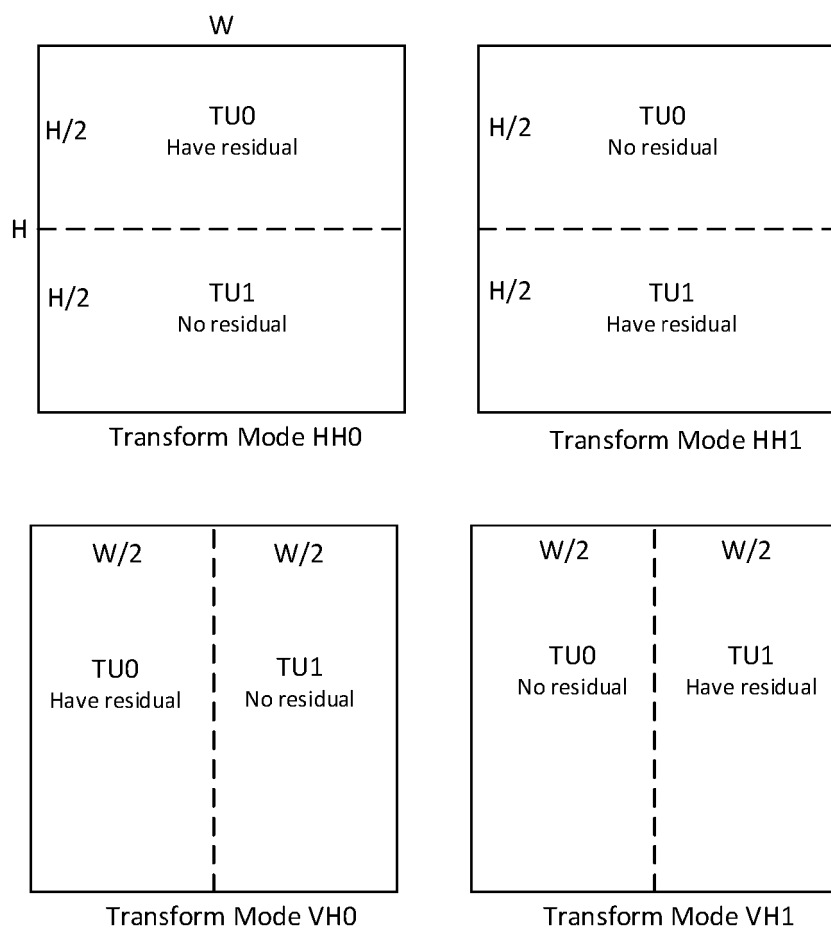 W
H/2
TU0
Have residual
H
H/2
TU1
No residual
Transform Mode HH0
H/2
TU0
No residual
H/2
TU1
Have residual
Transform Mode HH1
W/2
W/2
TU0
Have residual
TU1
No residual
Transform Mode VH0
W/2
W/2
TU0
No residual
TU1
Have residual
Transform Mode VH1